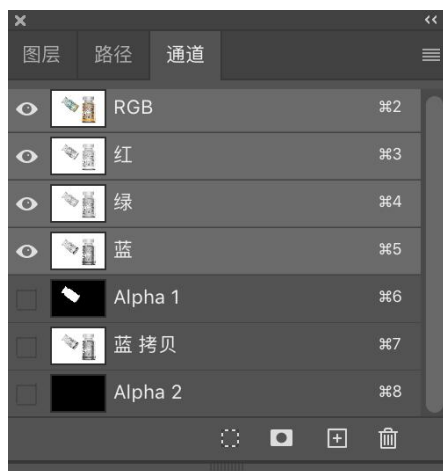 图层 路径 通道
RGB ⌘2
红 ⌘3
绿 ⌘4
蓝 ⌘5
Alpha 1 ⌘6
蓝 拷贝 ⌘7
Alpha 2 ⌘8